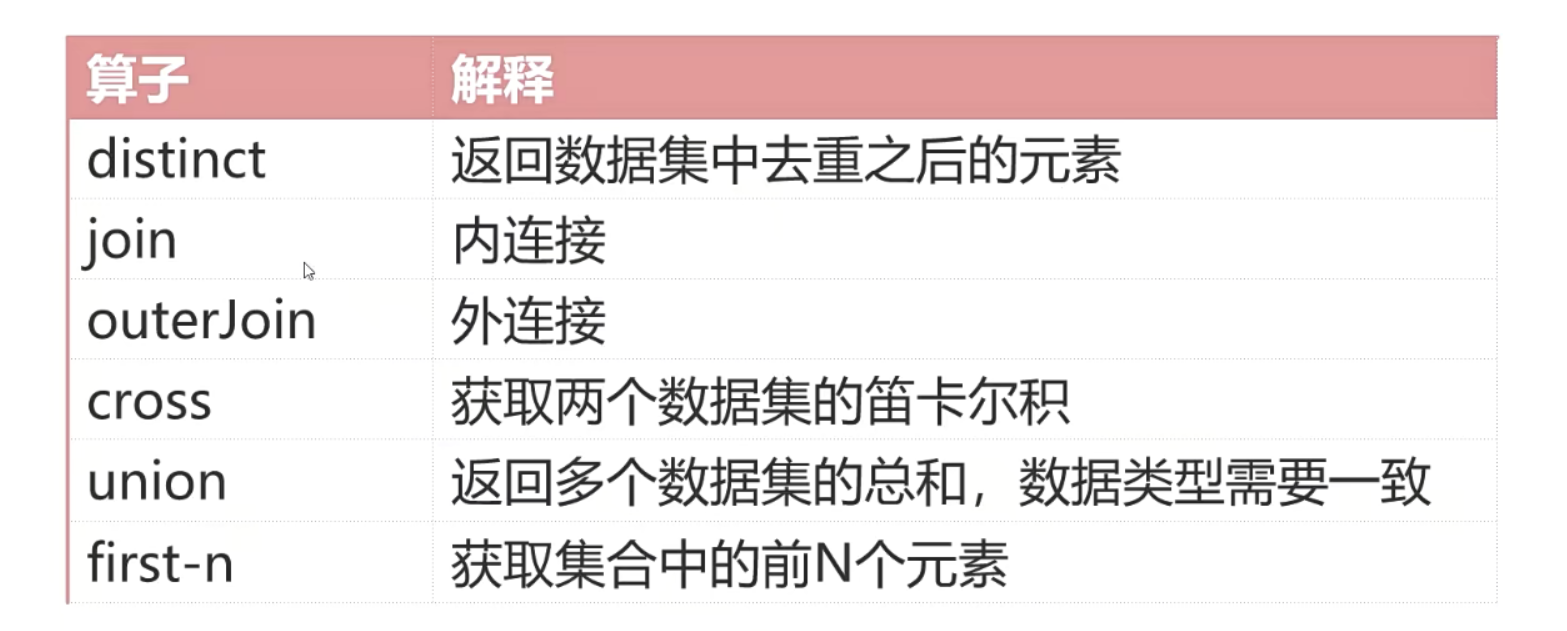 算子 解释
distinct 返回数据集中去重之后的元素
join 内连接
outerJoin 外连接
cross 获取两个数据集的笛卡尔积
union 返回多个数据集的总和，数据类型需要一致
first-n 获取集合中的前N个元素